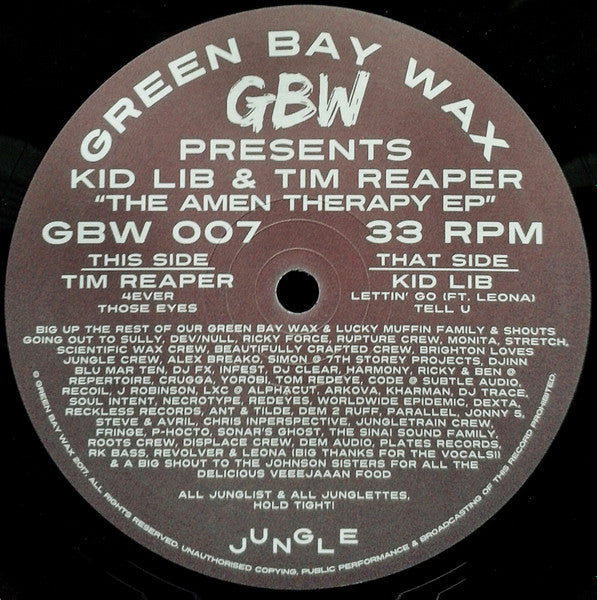 GREEN BAY WAX
GBW
PRESENTS
KID LIB & TIM REAPER
"THE AMEN THERAPY EP"
GBW 007 33 RPM
THIS SIDE
TIM REAPER
4EVER
THOSE EYES
THAT SIDE
KID LIB
LETTIN' GO (FT. LEONA)
TELL U
BIG UP THE REST OF OUR GREEN BAY WAX & LUCKY MUFFIN FAMILY & SHOUTS
GOING OUT TO SULLY, DEV/NULL, RICKY FORCE, RUPTURE CREW, MONITA, STRETCH,
SCIENTIFIC WAX CREW, BEAUTIFULLY CRAFTED CREW, BRIGHTON LOVES
JUNGLE CREW, ALEX BREAKO, SIMON @ 7TH STOREY PROJECTS, DJINN
BLU MAR TEN, DJ FX, INFEST, DJ CLEAR, HARMONY, RICKY & BEN @
REPERTOIRE, CRUGGA, YOROBI, TOM REDEYE, CODE @ SUBTLE AUDIO,
RECOIL, J ROBINSON, LXC @ ALPHACUT, ARKOVA, KHARMAN, DJ TRACE,
SOUL INTENT, NECROTYPE, REDEYES, WORLDWIDE EPIDEMIC, DEXTA,
RECKLESS RECORDS, ANT & TILDE, DEM 2 RUFF, PARALLEL, JONNY 5,
STEVE & AVRIL, CHRIS INPERSPECTIVE, JUNGLETRAIN CREW,
FRINGE, P-HOCTO, SONAR'S GHOST, THE SINAI SOUND FAMILY,
ROOTS CREW, DISPLACE CREW, DEM AUDIO, PLATES RECORDS,
RK BASS, REVOLVER & LEONA (BIG THANKS FOR THE VOCALS!)
& A BIG SHOUT TO THE JOHNSON SISTERS FOR ALL THE
DELICIOUS VEEEJAAAN FOOD
ALL JUNGLIST & ALL JUNGLETTES,
HOLD TIGHT!
JUNGLE
© GREEN BAY WAX 2017. ALL RIGHTS RESERVED. UNAUTHORISED COPYING, PUBLIC PERFORMANCE & BROADCASTING OF THIS RECORD PROHIBITED.